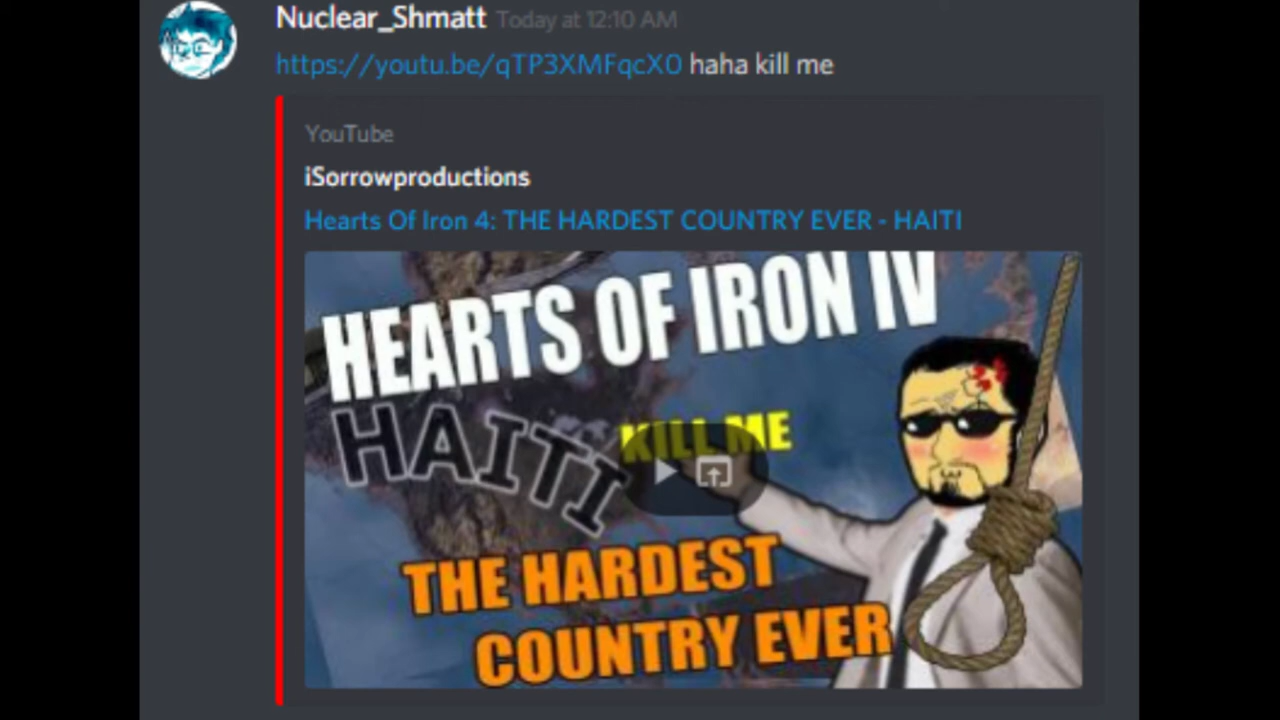 Nuclear_Shmatt Today at 12:10 AM
https://youtu.be/qTP3XMFqcX0 haha kill me
YouTube
iSorrowproductions
Hearts Of Iron 4: THE HARDEST COUNTRY EVER - HAITI
HEARTS OF IRON IV
HAITI
KILL ME
THE HARDEST
COUNTRY EVER